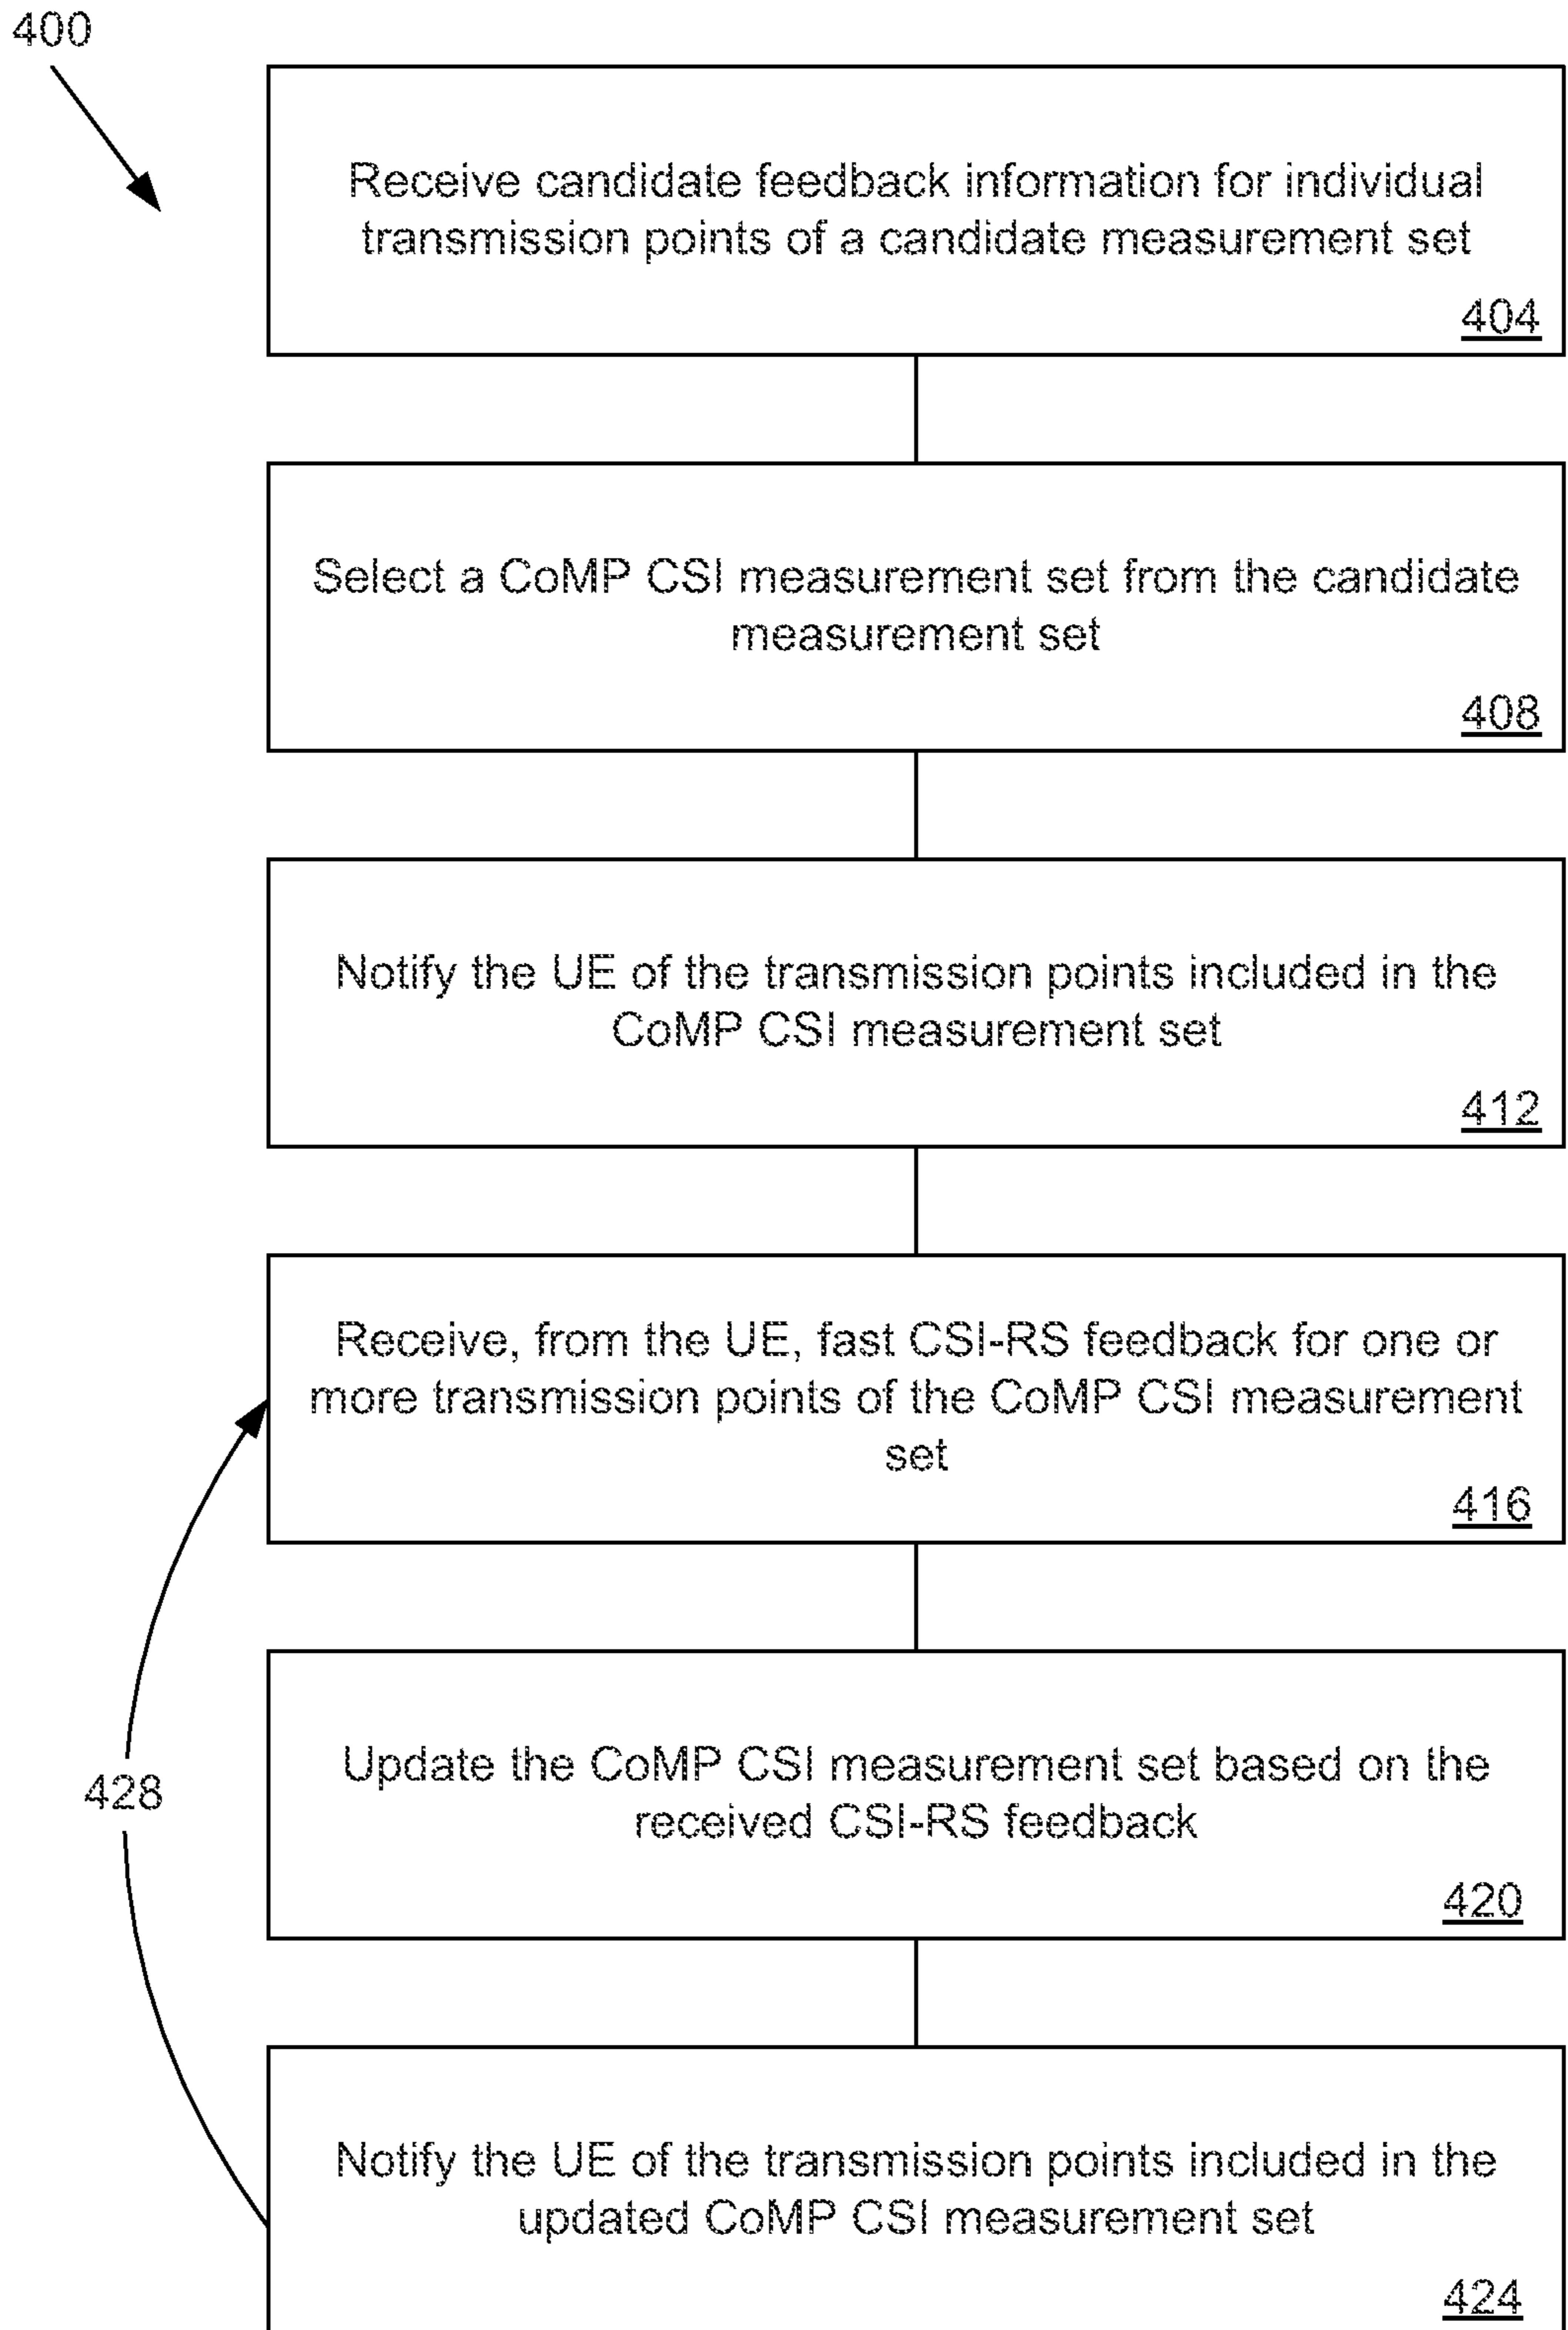 400
Receive candidate feedback information for individual
transmission points of a candidate measurement set
404
Select a CoMP CSI measurement set from the candidate
measurement set
408
Notify the UE of the transmission points included in the
CoMP CSI measurement set
412
Receive, from the UE, fast CSI-RS feedback for one or
more transmission points of the CoMP CSI measurement
set
416
Update the CoMP CSI measurement set based on the
received CSI-RS feedback
420
428
Notify the UE of the transmission points included in the
updated CoMP CSI measurement set
424